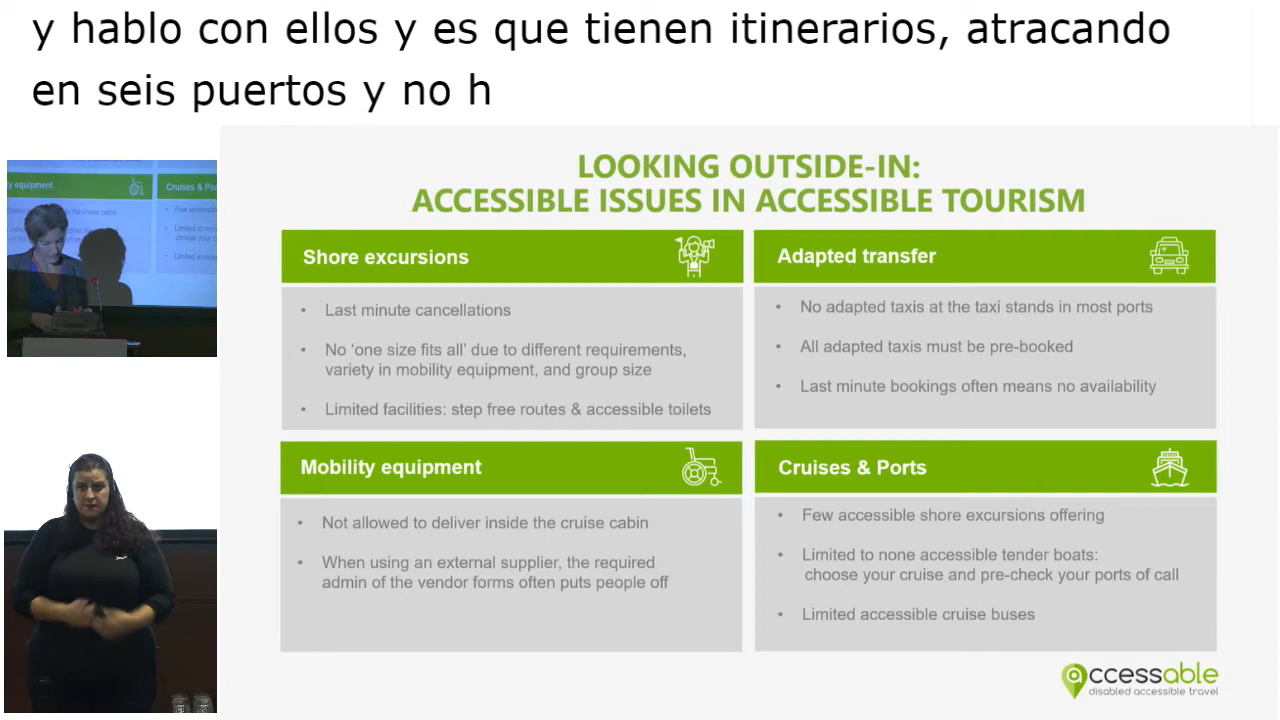 y hablo con ellos y es que tienen itinerarios, atracando
en seis puertos y no h
LOOKING OUTSIDE-IN:
ACCESSIBLE ISSUES IN ACCESSIBLE TOURISM
Shore excursions
• Last minute cancellations
• No ‘one size fits all’ due to different requirements,
variety in mobility equipment, and group size
• Limited facilities: step free routes & accessible toilets
Adapted transfer
• No adapted taxis at the taxi stands in most ports
• All adapted taxis must be pre-booked
• Last minute bookings often means no availability
Mobility equipment
• Not allowed to deliver inside the cruise cabin
• When using an external supplier, the required
admin of the vendor forms often puts people off
Cruises & Ports
• Few accessible shore excursions offering
• Limited to none accessible tender boats:
choose your cruise and pre-check your ports of call
• Limited accessible cruise buses
accessable
disabled accessible travel